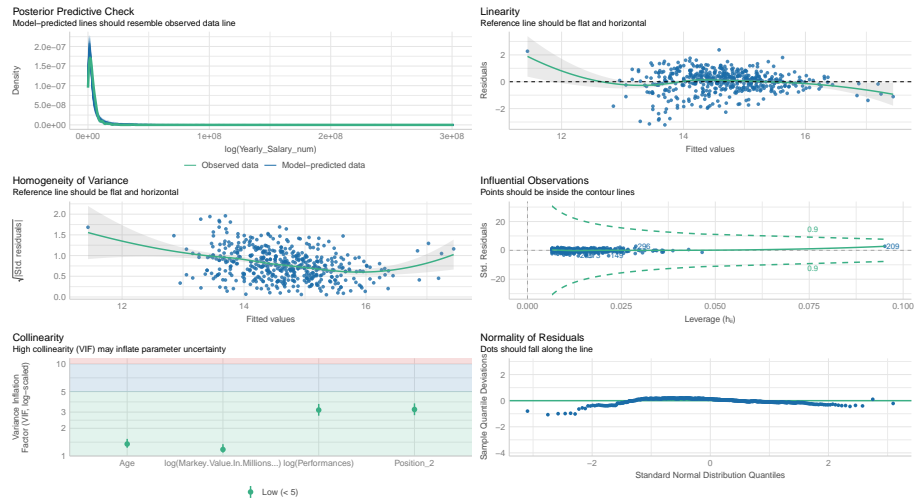 Posterior Predictive Check
Model−predicted lines should resemble observed data line
Density
2.0e−07
1.5e−07
1.0e−07
5.0e−08
0.0e+00
0e+00 1e+08 2e+08 3e+08
log(Yearly_Salary_num)
Observed data Model−predicted data
Linearity
Reference line should be flat and horizontal
Residuals
2
0
−2
12 14 16
Fitted values
Homogeneity of Variance
Reference line should be flat and horizontal
√|Std. residuals|
2.0
1.5
1.0
0.5
0.0
12 14 16
Fitted values
Influential Observations
Points should be inside the contour lines
Std. Residuals
20
0
−20
0.9
296
209
149
0.9
0.000 0.025 0.050 0.075 0.100
Leverage (hᵢᵢ)
Collinearity
High collinearity (VIF) may inflate parameter uncertainty
Variance Inflation
Factor (VIF, log−scaled)
10
5
3
2
1
Age log(Markey.Value.In.Millions...) log(Performances) Position_2
Low (< 5)
Normality of Residuals
Dots should fall along the line
Sample Quantile Deviations
2
0
−2
−4
−2 0 2
Standard Normal Distribution Quantiles